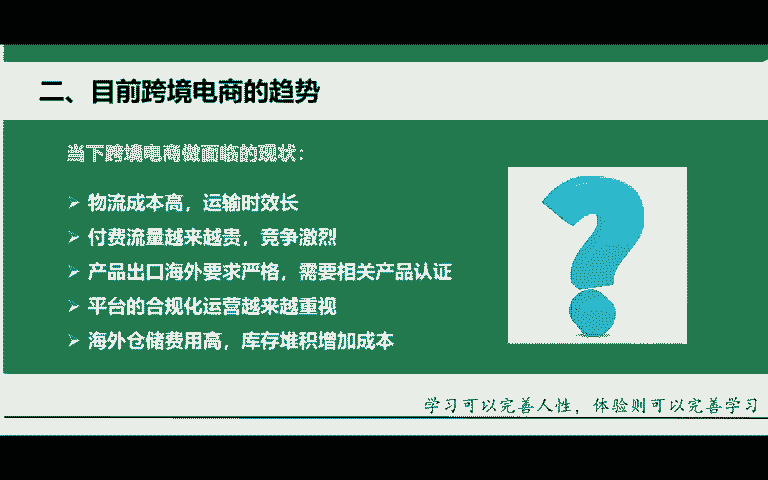 二、目前跨境电商的趋势
当下跨境电商做面临的现状：
物流成本高，运输时效长
付费流量越来越贵，竞争激烈
产品出口海外要求严格，需要相关产品认证
平台的合规化运营越来越重视
海外仓储费用高，库存堆积增加成本
学习可以完善人性，体验则可以完善学习